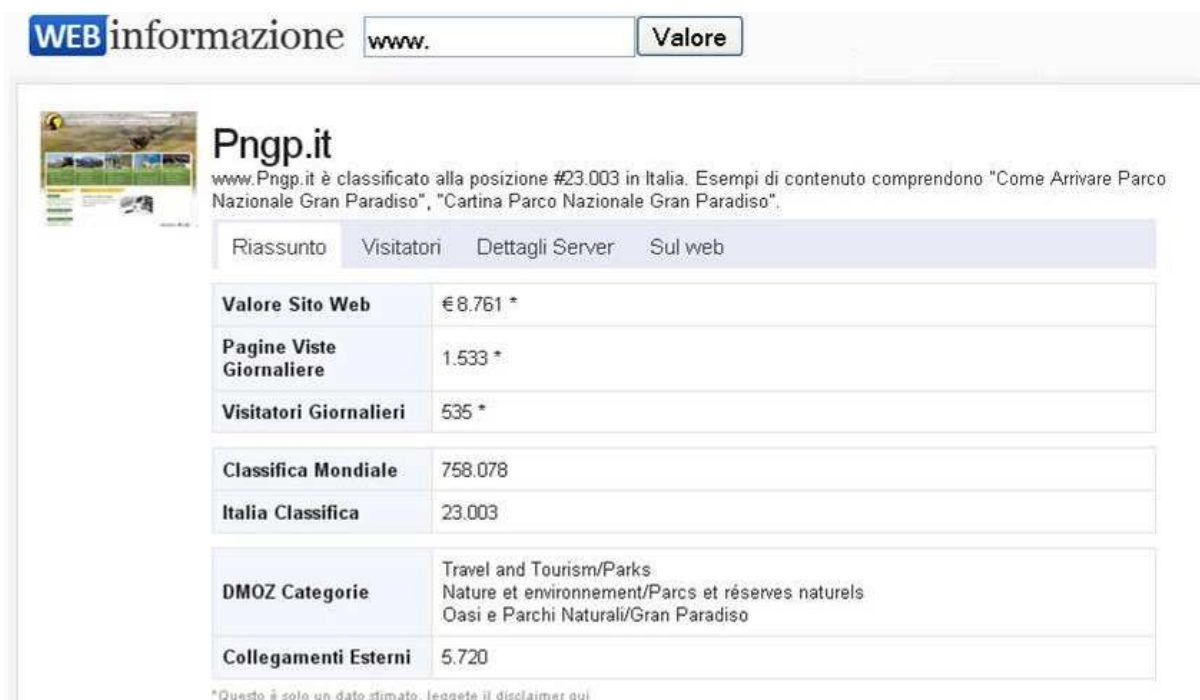 WEB informazione www. Valore
Pngp.it
www.Pngp.it è classificato alla posizione #23.003 in Italia. Esempi di contenuto comprendono "Come Arrivare Parco
Nazionale Gran Paradiso", "Cartina Parco Nazionale Gran Paradiso".
Riassunto Visitatori Dettagli Server Sul web
Valore Sito Web € 8.761 *
Pagine Viste
Giornaliere 1.533 *
Visitatori Giornalieri 535 *
Classifica Mondiale 758.078
Italia Classifica 23.003
DMOZ Categorie Travel and Tourism/Parks
Nature et environnement/Parcs et réserves naturels
Oasi e Parchi Naturali/Gran Paradiso
Collegamenti Esterni 5.720
*Questo è solo un dato stimato, leggete il disclaimer qui